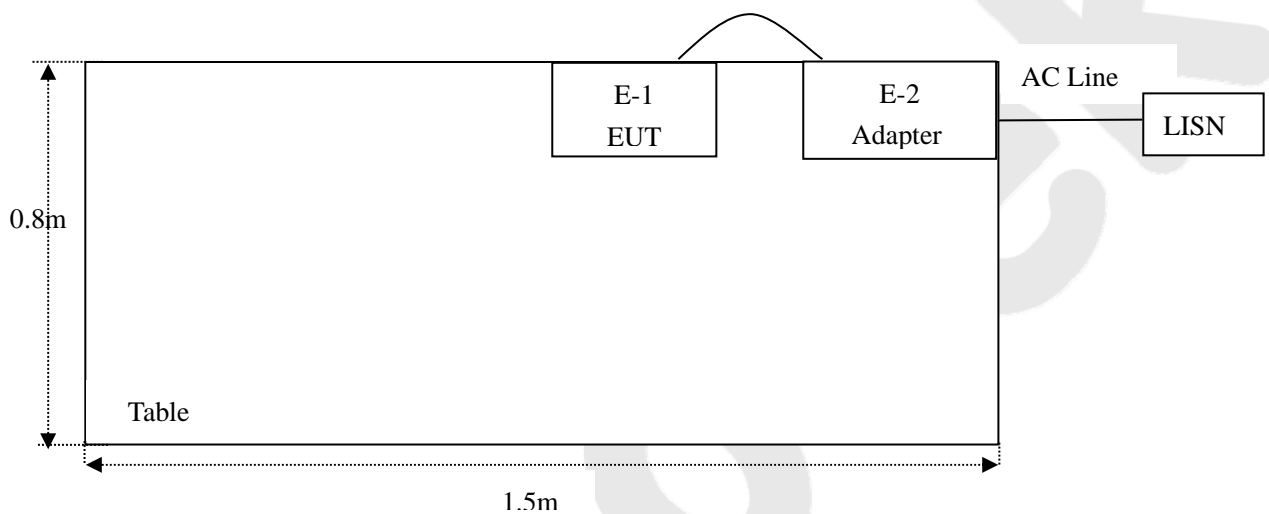 E-1
EUT
E-2
Adapter
AC Line
LISN
0.8m
Table
1.5m